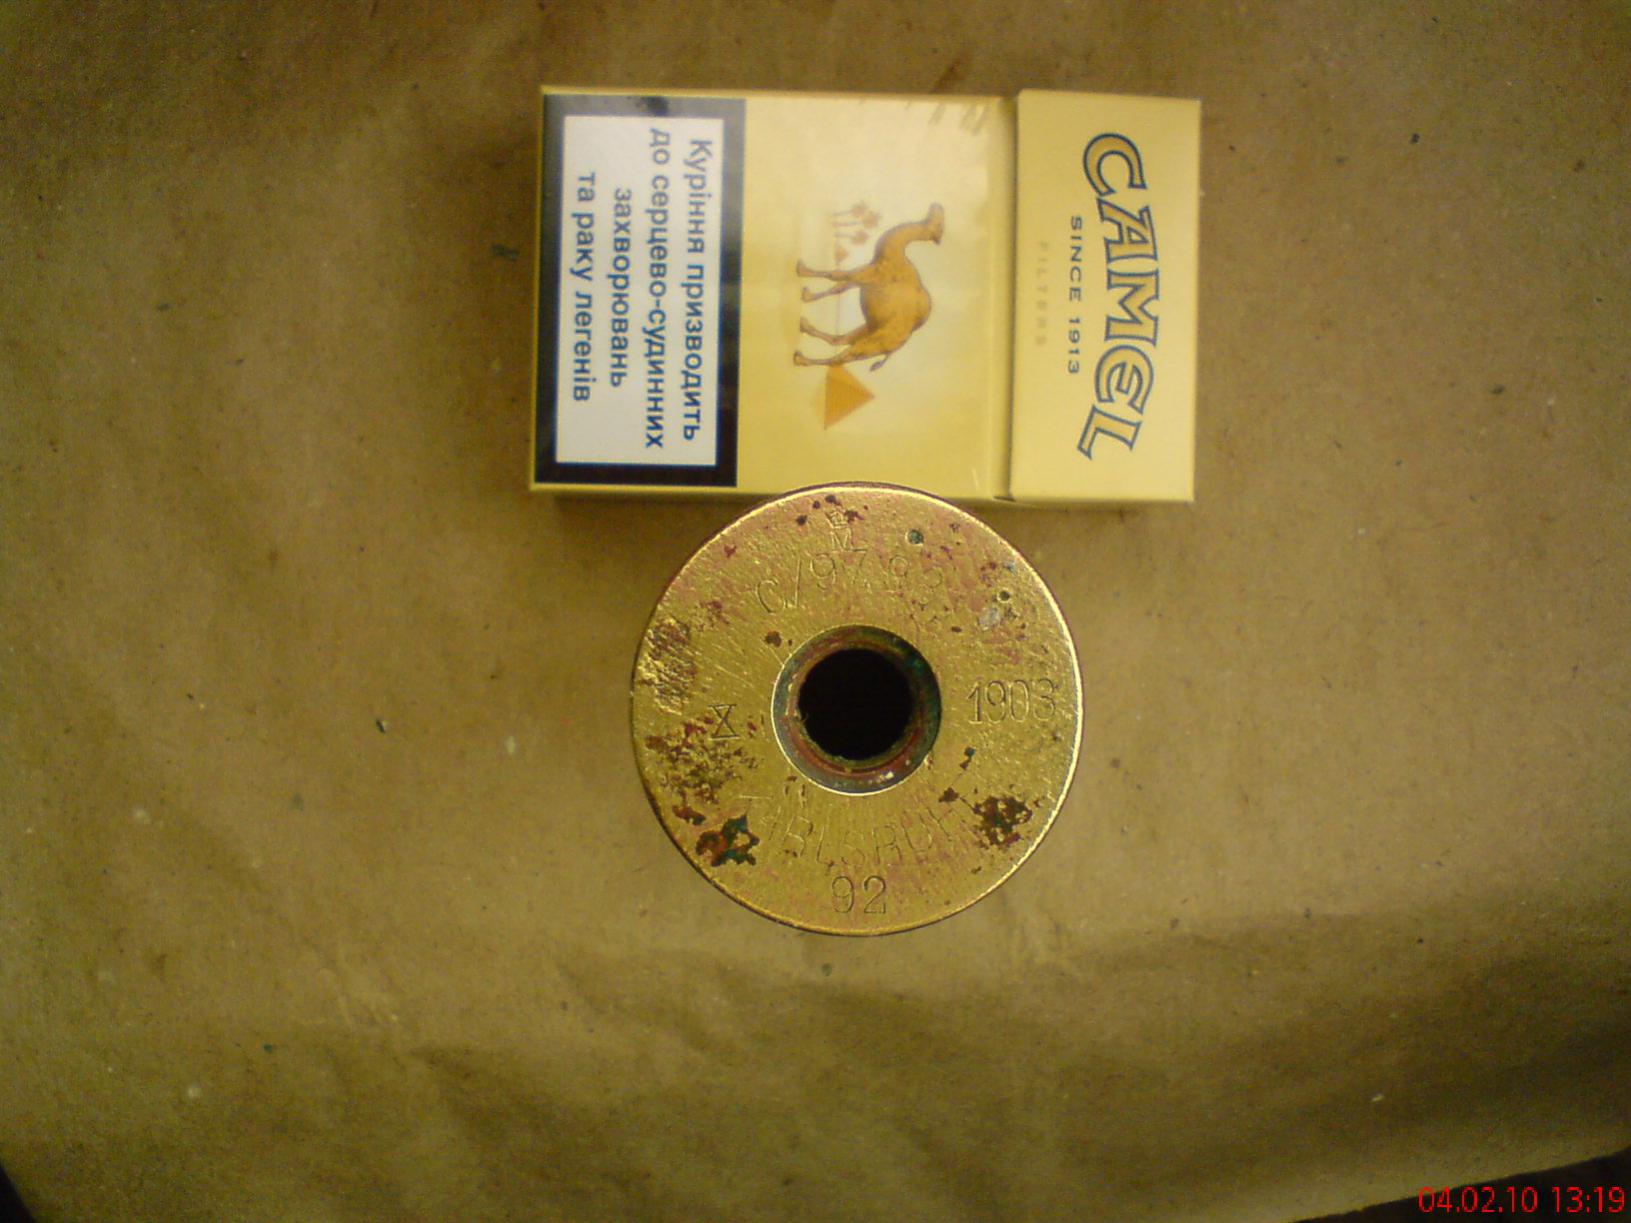 CAMEL
SINCE 1913
FILTERS
Куріння призводить
до серцево-судинних
захворювань
та раку легенів
M
1903
92
04.02.10 13:19